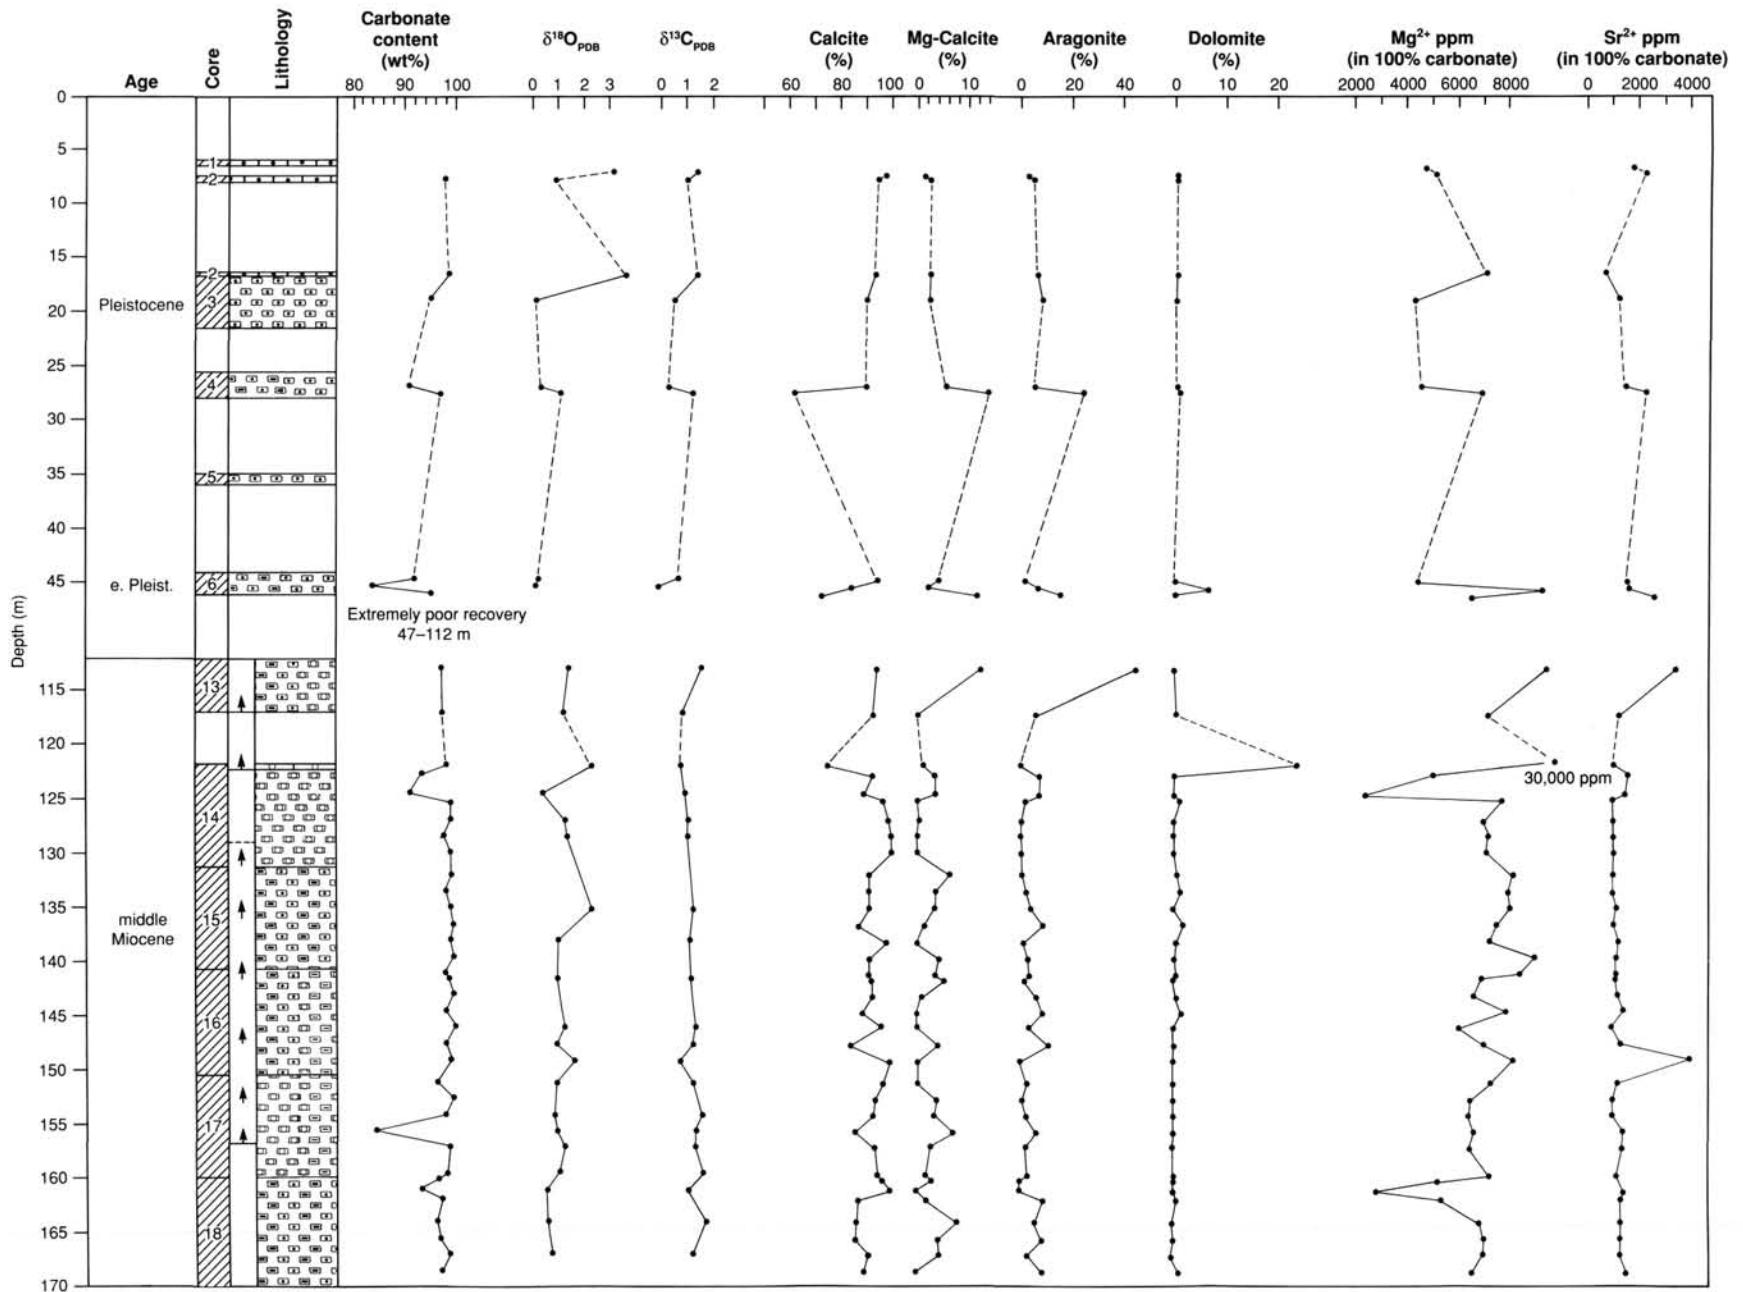 Age
Core
Lithology
Carbonate
content
(wt%)
δ¹⁸O PDB
δ¹³C PDB
Calcite
(%)
Mg-Calcite
(%)
Aragonite
(%)
Dolomite
(%)
Mg²⁺ ppm
(in 100% carbonate)
Sr²⁺ ppm
(in 100% carbonate)
80 90 100
0 1 2 3
0 1 2
60 80 100
0 10
0 20 40
0 20
2000 4000 6000 8000
0 2000 4000
Depth (m)
0
5
10
15
20
25
30
35
40
45
115
120
125
130
135
140
145
150
155
160
165
170
Pleistocene
e. Pleist.
middle
Miocene
1
2
2
3
4
5
6
13
14
15
16
17
18
Extremely poor recovery
47–112 m
30,000 ppm